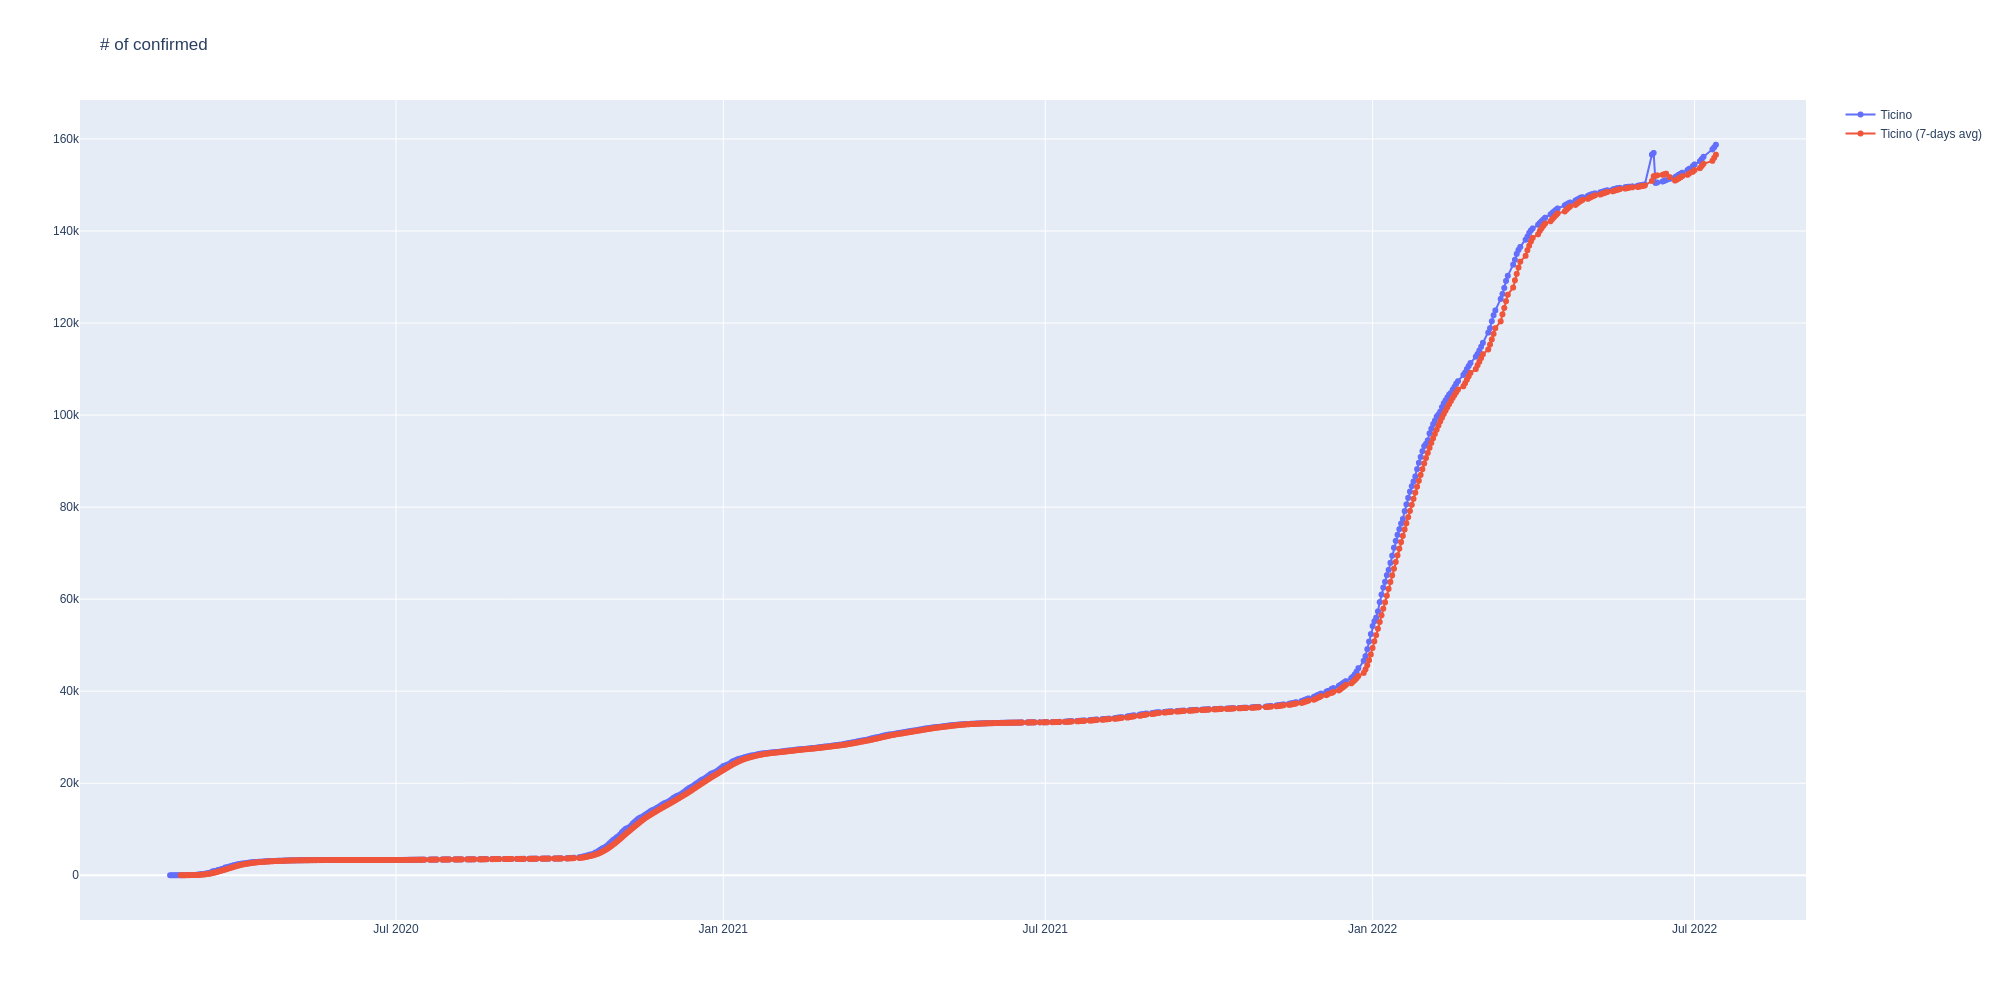 # of confirmed
Ticino
Ticino (7-days avg)
160k
140k
120k
100k
80k
60k
40k
20k
0
Jul 2020
Jan 2021
Jul 2021
Jan 2022
Jul 2022